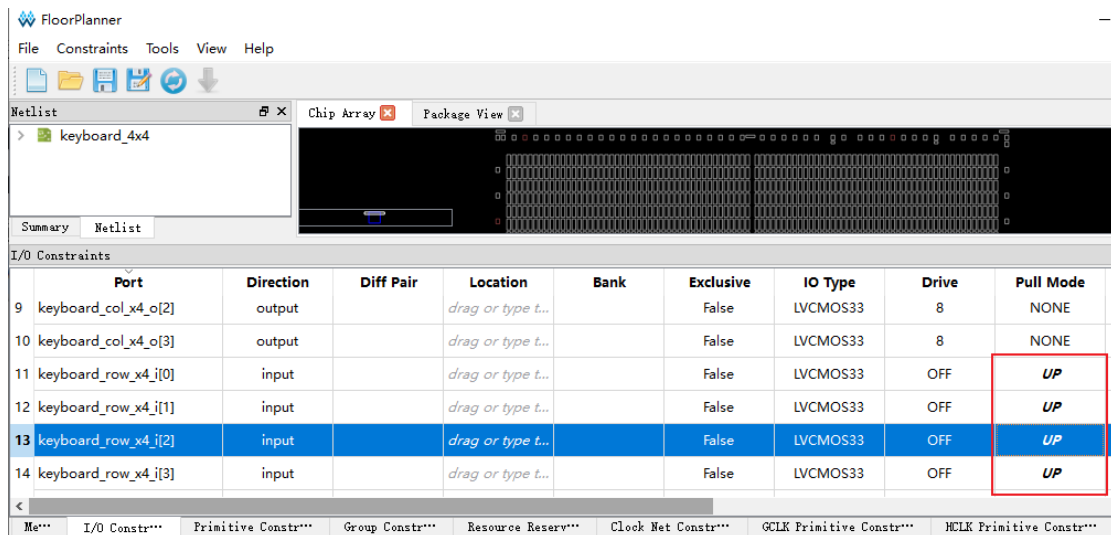 FloorPlanner
File Constraints Tools View Help
Netlist
Chip Array Package View
keyboard_4x4
Summary Netlist
I/O Constraints
Port Direction Diff Pair Location Bank Exclusive IO Type Drive Pull Mode
9 keyboard_col_x4_o[2] output drag or type t... False LVCMOS33 8 NONE
10 keyboard_col_x4_o[3] output drag or type t... False LVCMOS33 8 NONE
11 keyboard_row_x4_i[0] input drag or type t... False LVCMOS33 OFF UP
12 keyboard_row_x4_i[1] input drag or type t... False LVCMOS33 OFF UP
13 keyboard_row_x4_i[2] input drag or type t... False LVCMOS33 OFF UP
14 keyboard_row_x4_i[3] input drag or type t... False LVCMOS33 OFF UP
Me… I/O Constr… Primitive Constr… Group Constr… Resource Reserv… Clock Net Constr… GCLK Primitive Constr… HCLK Primitive Constr…